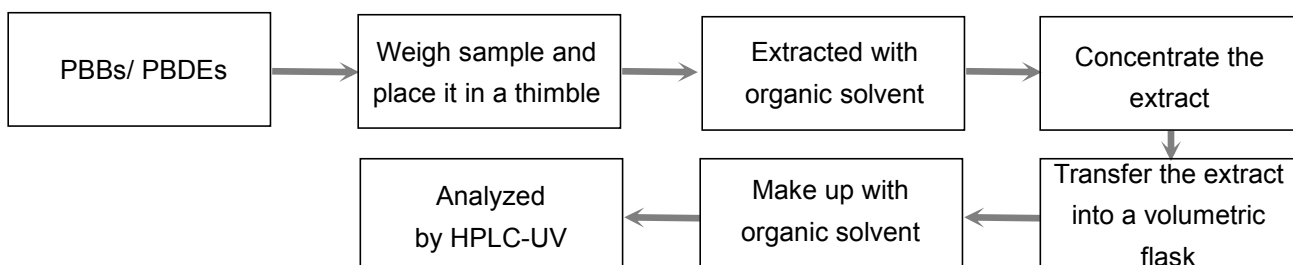 PBBs/ PBDEs
Weigh sample and
place it in a thimble
Extracted with
organic solvent
Concentrate the
extract
Transfer the extract
into a volumetric
flask
Make up with
organic solvent
Analyzed
by HPLC-UV